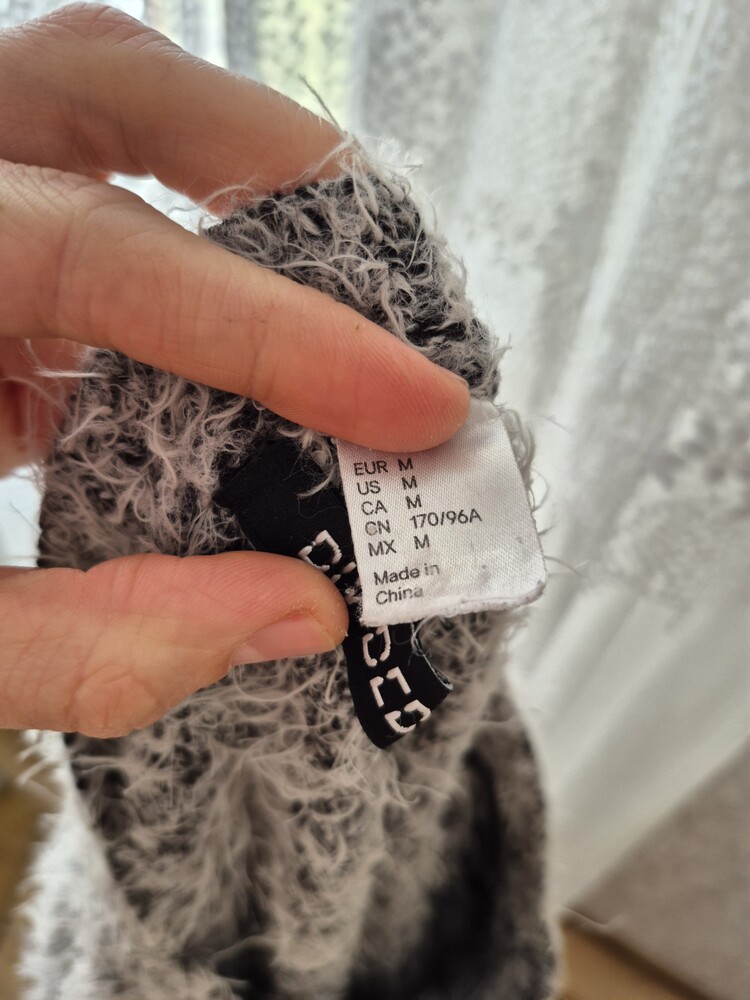 EUR M
US M
CA M
CN 170/96A
MX M
Made in
China